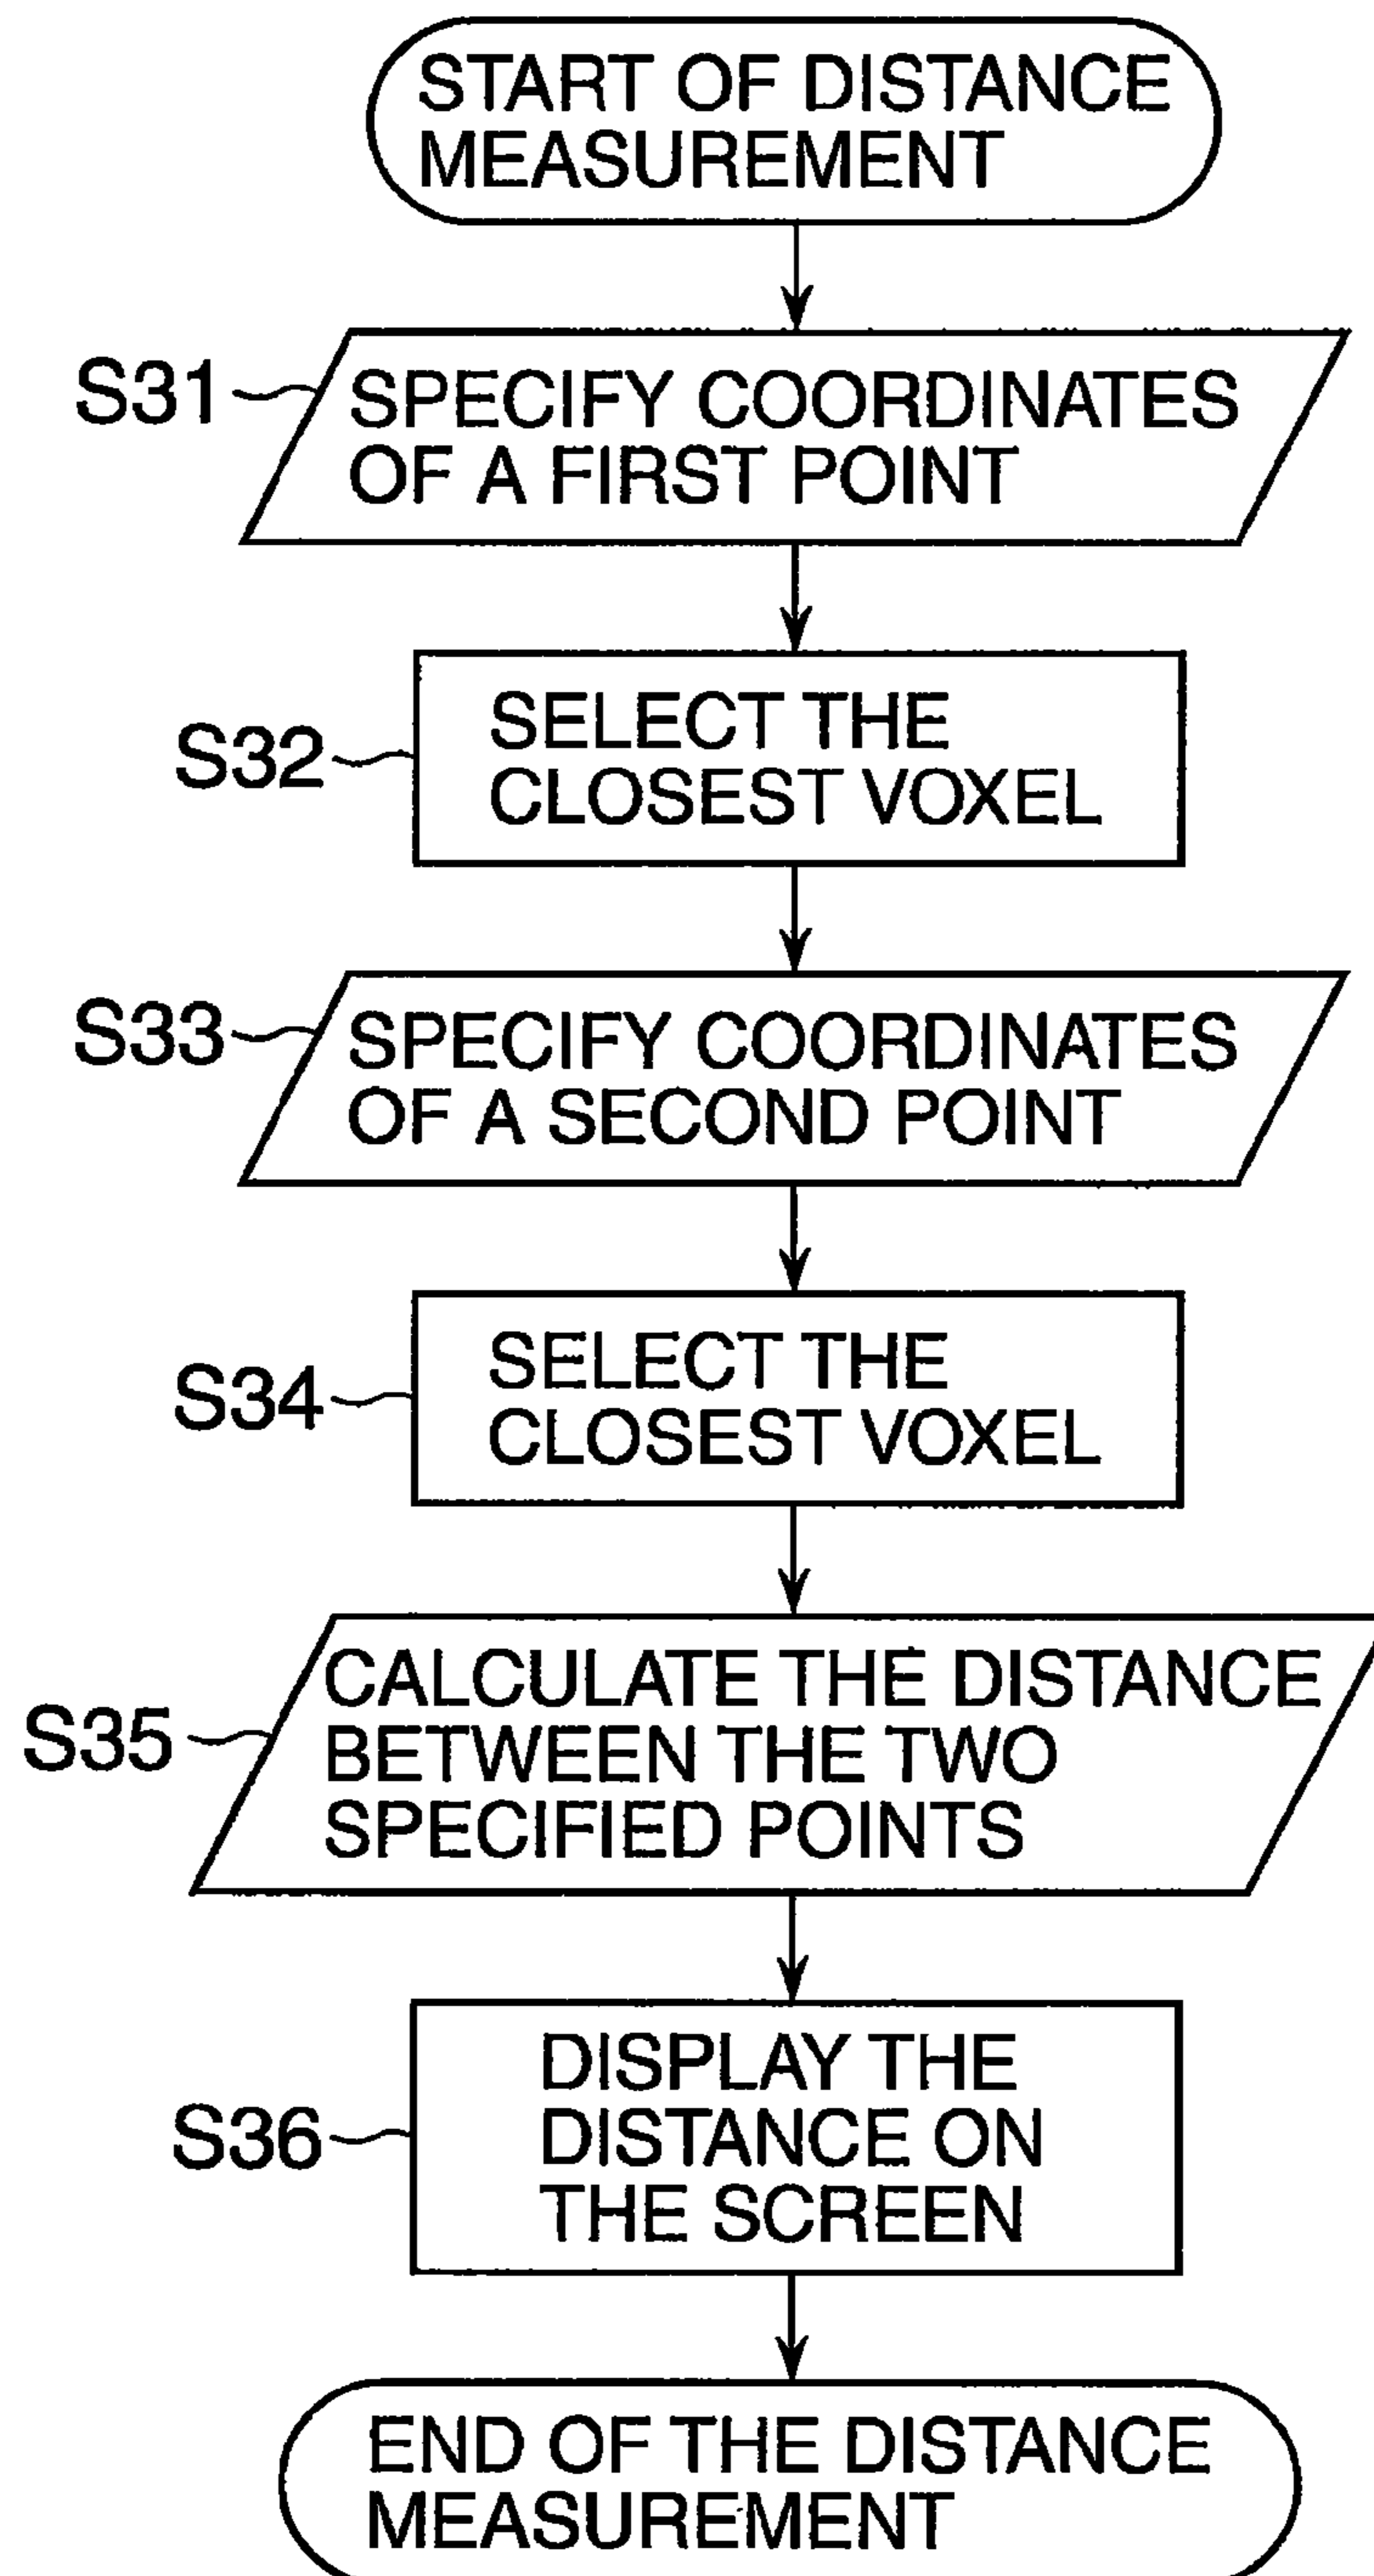 START OF DISTANCE
MEASUREMENT
S31
SPECIFY COORDINATES
OF A FIRST POINT
S32
SELECT THE
CLOSEST VOXEL
S33
SPECIFY COORDINATES
OF A SECOND POINT
S34
SELECT THE
CLOSEST VOXEL
S35
CALCULATE THE DISTANCE
BETWEEN THE TWO
SPECIFIED POINTS
S36
DISPLAY THE
DISTANCE ON
THE SCREEN
END OF THE DISTANCE
MEASUREMENT